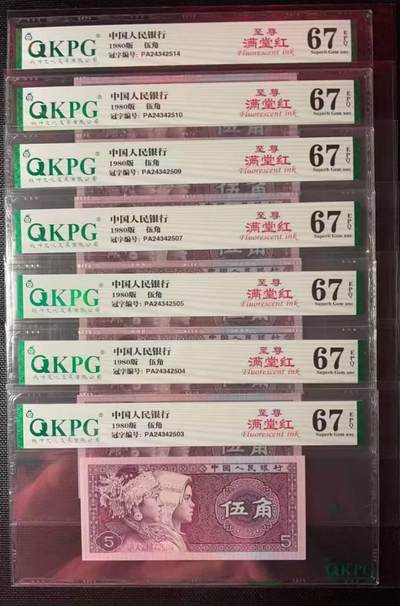 QKPG
中国人民银行
1980版 伍角
冠字编号: PA24342514
至尊
满堂红
Fluorescent ink
67 EPQ
Superb Gem UNC
QKPG
中国人民银行
1980版 伍角
冠字编号: PA24342510
至尊
满堂红
Fluorescent ink
67 EPQ
Superb Gem UNC
QKPG
中国人民银行
1980版 伍角
冠字编号: PA24342509
至尊
满堂红
Fluorescent ink
67 EPQ
Superb Gem UNC
QKPG
中国人民银行
1980版 伍角
冠字编号: PA24342507
至尊
满堂红
Fluorescent ink
67 EPQ
Superb Gem UNC
QKPG
中国人民银行
1980版 伍角
冠字编号: PA24342505
至尊
满堂红
Fluorescent ink
67 EPQ
Superb Gem UNC
QKPG
中国人民银行
1980版 伍角
冠字编号: PA24342504
至尊
满堂红
Fluorescent ink
67 EPQ
Superb Gem UNC
QKPG
中国人民银行
1980版 伍角
冠字编号: PA24342503
至尊
满堂红
Fluorescent ink
67 EPQ
Superb Gem UNC
中国人民银行
伍角
5
5
QKPG